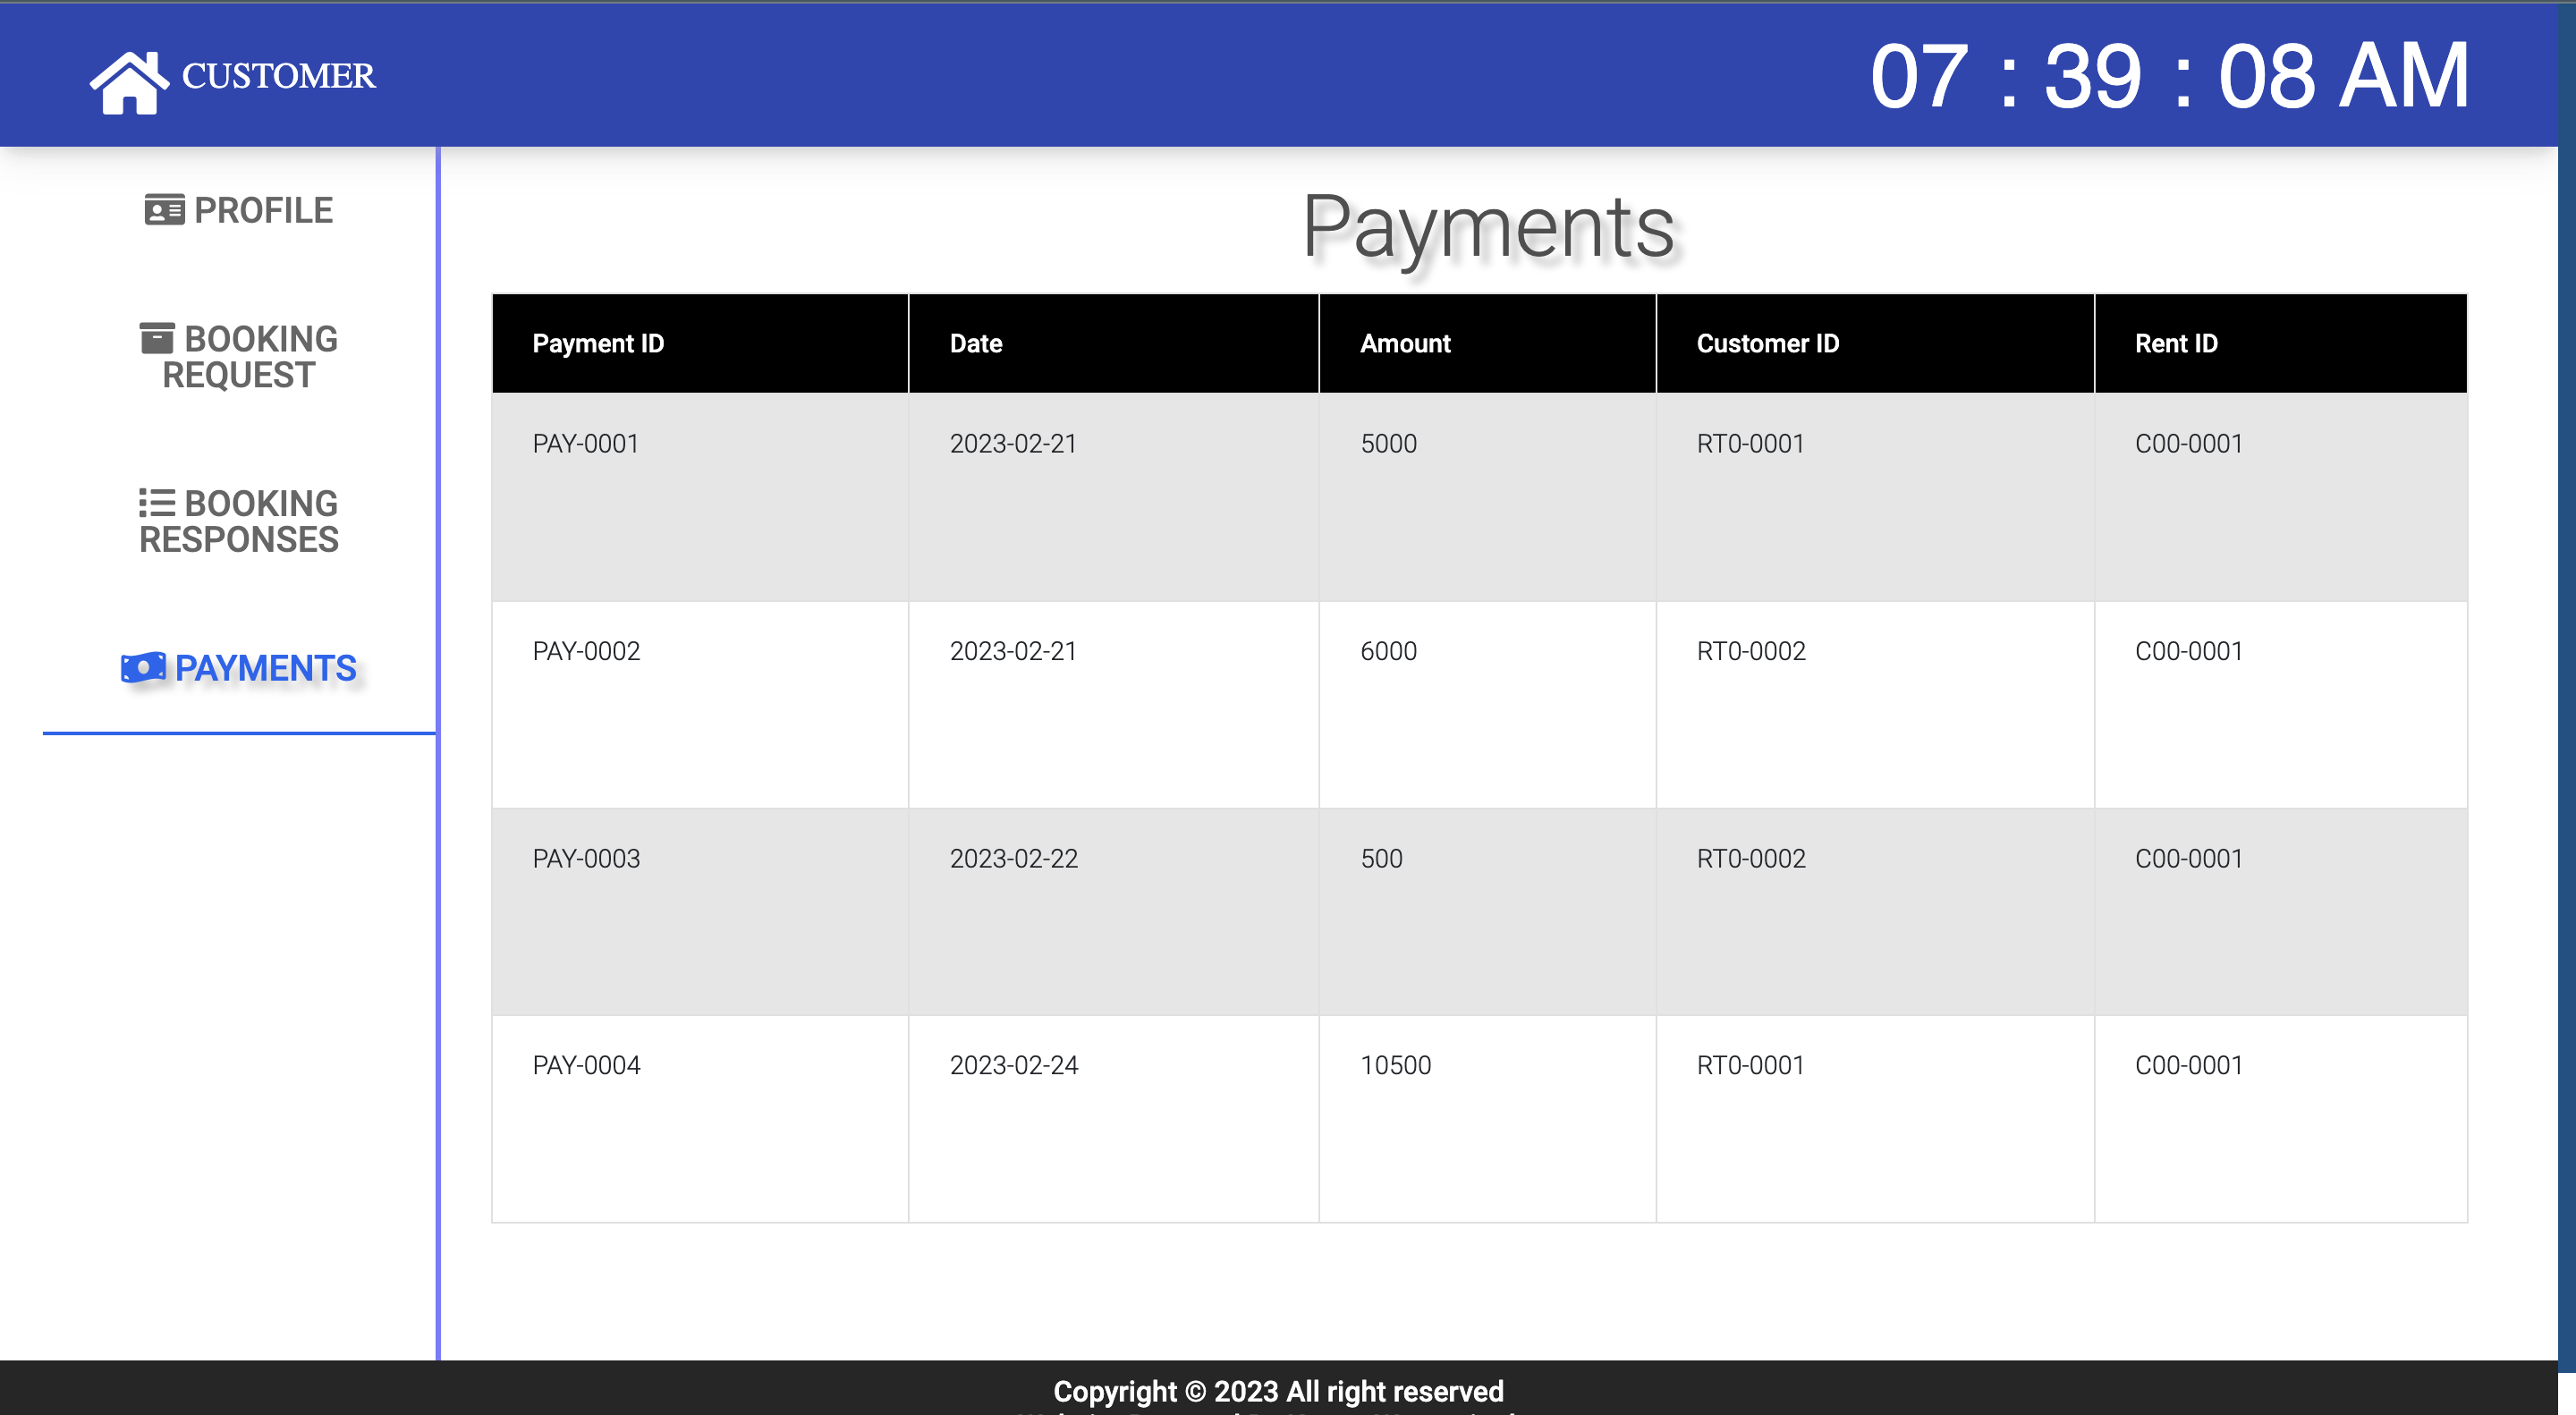 CUSTOMER
07 : 39 : 08 AM
PROFILE
BOOKING
REQUEST
BOOKING
RESPONSES
PAYMENTS
Payments
Payment ID Date Amount Customer ID Rent ID
PAY-0001 2023-02-21 5000 RT0-0001 C00-0001
PAY-0002 2023-02-21 6000 RT0-0002 C00-0001
PAY-0003 2023-02-22 500 RT0-0002 C00-0001
PAY-0004 2023-02-24 10500 RT0-0001 C00-0001
Copyright © 2023 All right reserved